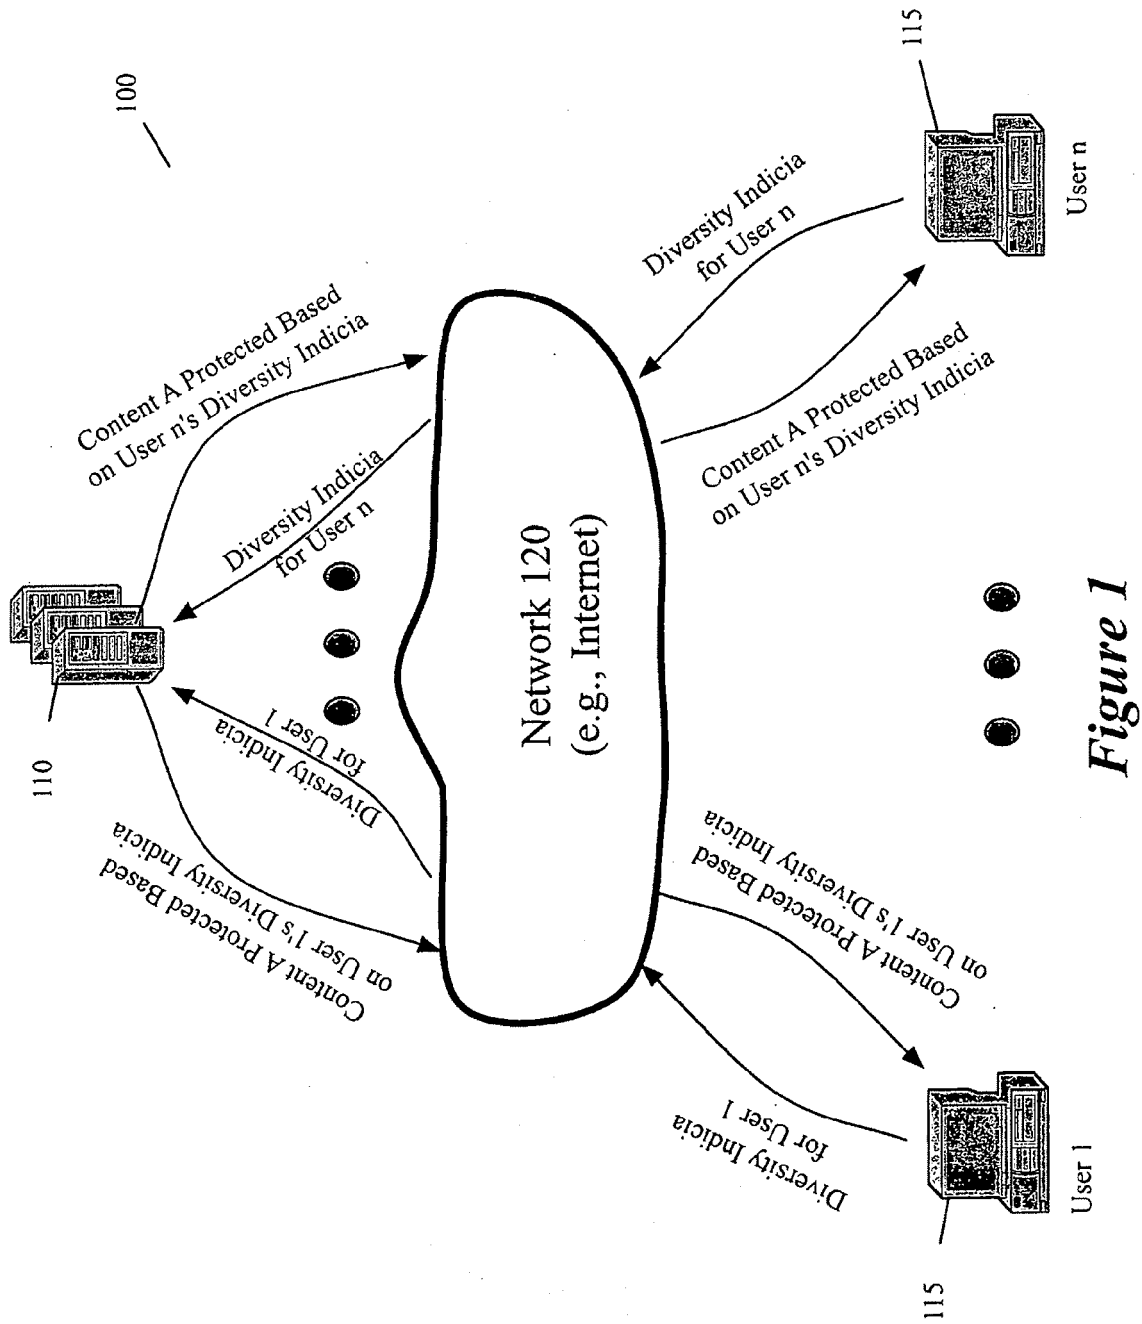 100
110
Content A Protected Based
on User 1's Diversity Indicia
Diversity Indicia
for User 1
Diversity Indicia
for User n
Content A Protected Based
on User n's Diversity Indicia
Network 120
(e.g., Internet)
Diversity Indicia
for User 1
Content A Protected Based
on User 1's Diversity Indicia
Content A Protected Based
on User n's Diversity Indicia
Diversity Indicia
for User n
115
User 1
115
User n
Figure 1